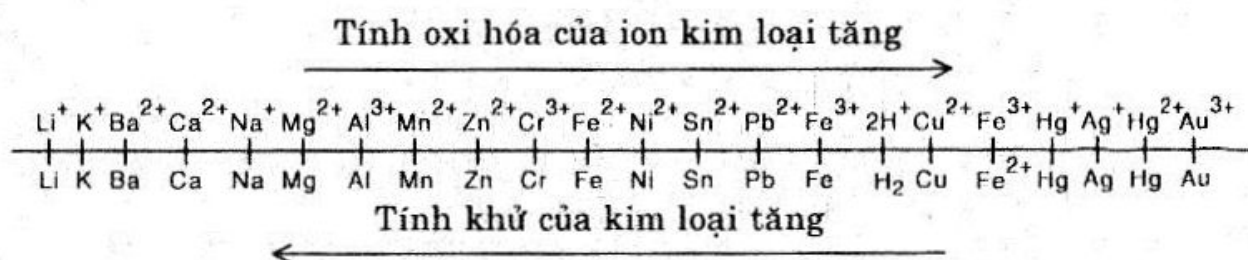 Tính oxi hóa của ion kim loại tăng
Li⁺ K⁺ Ba²⁺ Ca²⁺ Na⁺ Mg²⁺ Al³⁺ Mn²⁺ Zn²⁺ Cr³⁺ Fe²⁺ Ni²⁺ Sn²⁺ Pb²⁺ Fe³⁺ 2H⁺ Cu²⁺ Fe³⁺ Hg⁺ Ag⁺ Hg²⁺ Au³⁺
Li K Ba Ca Na Mg Al Mn Zn Cr Fe Ni Sn Pb Fe H₂ Cu Fe²⁺ Hg Ag Hg Au
Tính khử của kim loại tăng